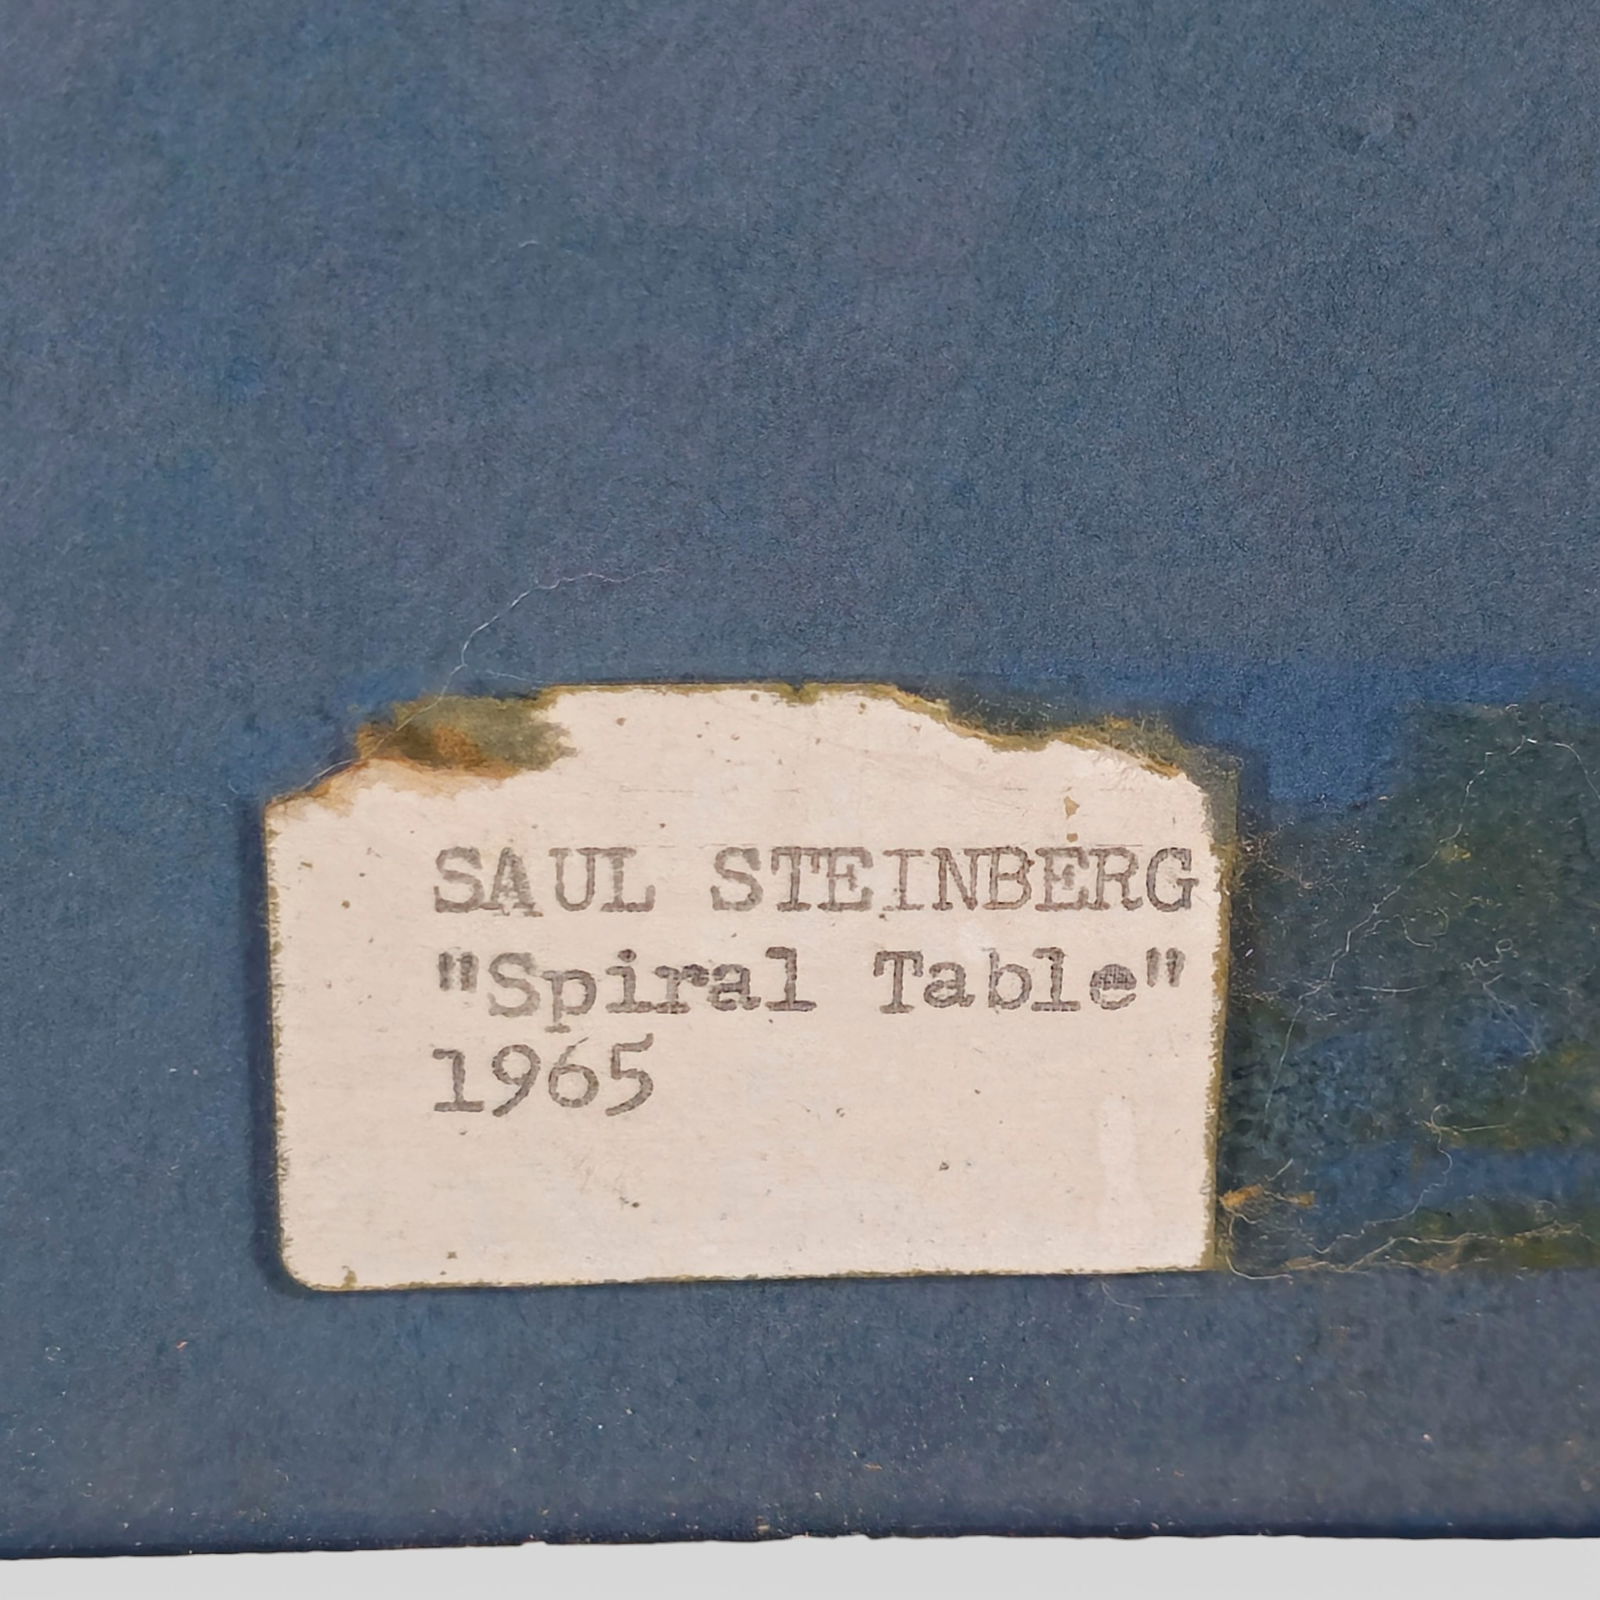 SAUL STEINBERG
"Spiral Table"
1965